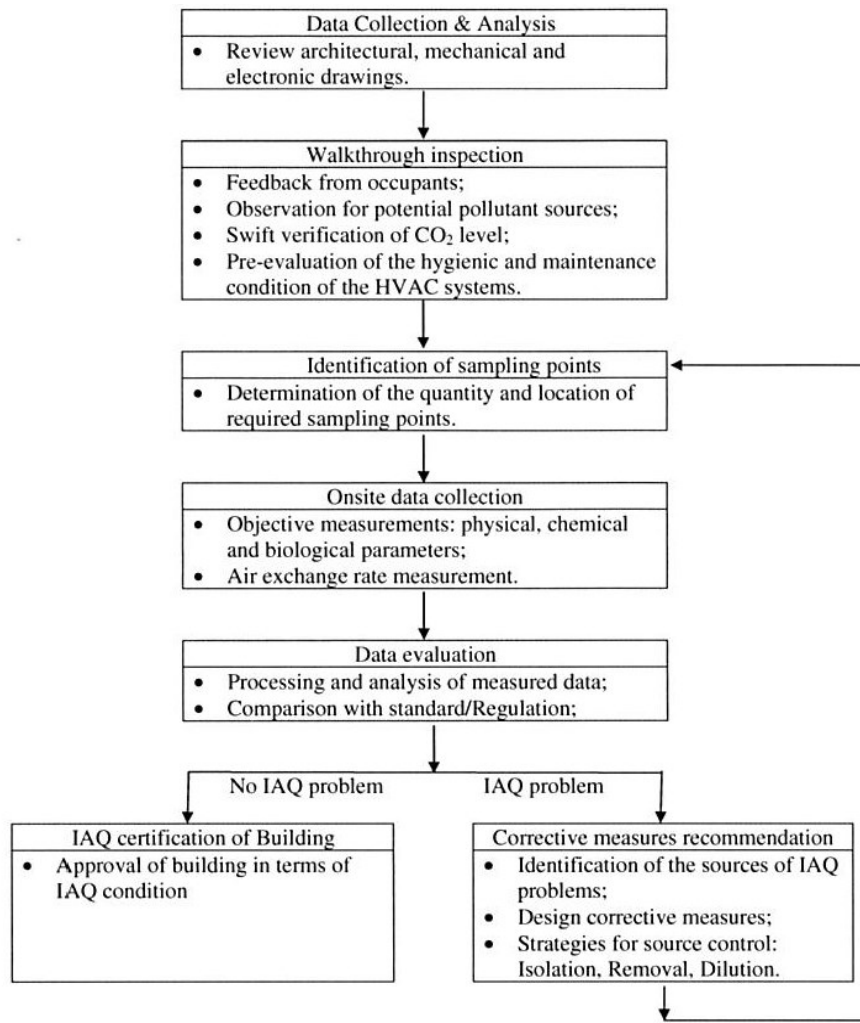 Data Collection & Analysis
• Review architectural, mechanical and
electronic drawings.
Walkthrough inspection
• Feedback from occupants;
• Observation for potential pollutant sources;
• Swift verification of CO₂ level;
• Pre-evaluation of the hygienic and maintenance
condition of the HVAC systems.
Identification of sampling points
• Determination of the quantity and location of
required sampling points.
Onsite data collection
• Objective measurements: physical, chemical
and biological parameters;
• Air exchange rate measurement.
Data evaluation
• Processing and analysis of measured data;
• Comparison with standard/Regulation;
No IAQ problem
IAQ problem
IAQ certification of Building
• Approval of building in terms of
IAQ condition
Corrective measures recommendation
• Identification of the sources of IAQ
problems;
• Design corrective measures;
• Strategies for source control:
Isolation, Removal, Dilution.